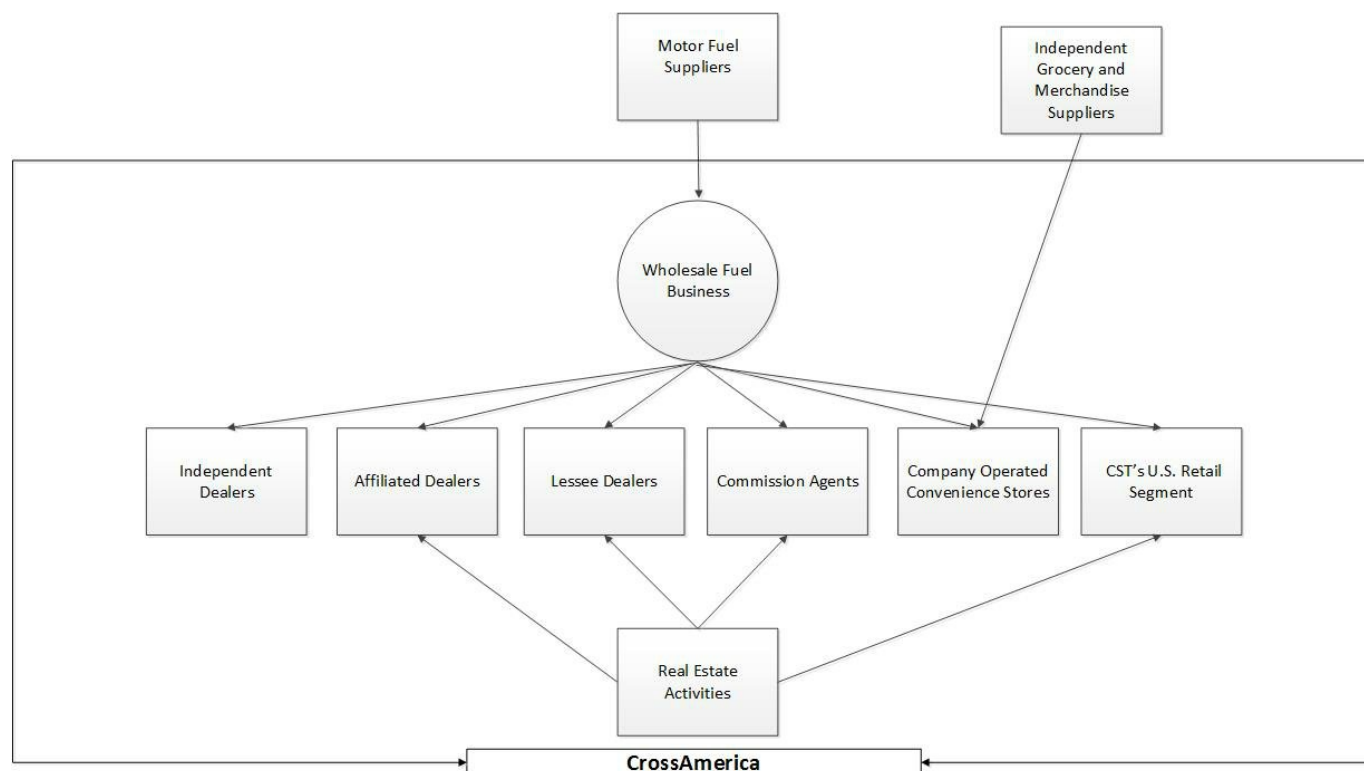 Motor Fuel
Suppliers
Independent
Grocery and
Merchandise
Suppliers
Wholesale Fuel
Business
Independent
Dealers
Affiliated Dealers
Lessee Dealers
Commission Agents
Company Operated
Convenience Stores
CST's U.S. Retail
Segment
Real Estate
Activities
CrossAmerica